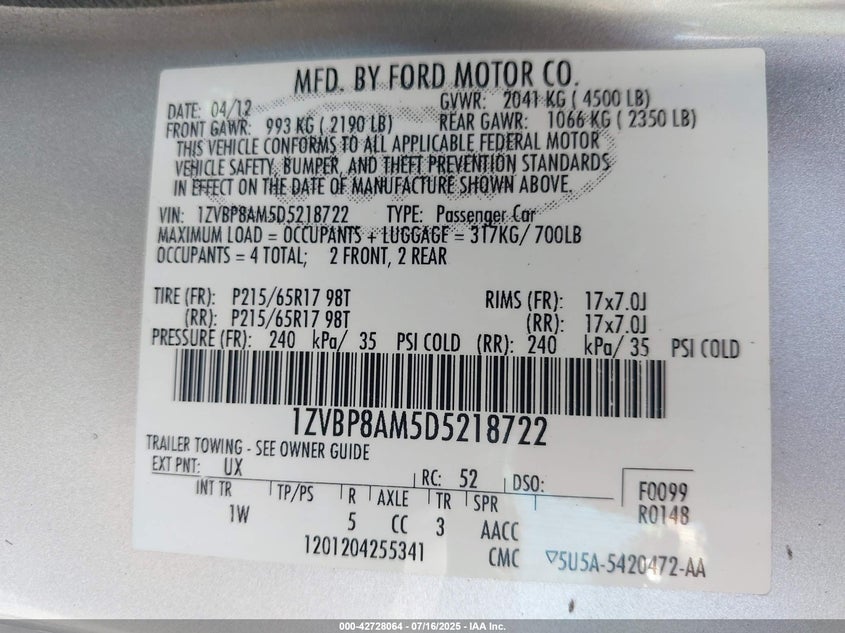 MFD. BY FORD MOTOR CO.
DATE: 04/12 GVWR: 2041 KG ( 4500 LB)
FRONT GAWR: 993 KG ( 2190 LB) REAR GAWR: 1066 KG ( 2350 LB)
THIS VEHICLE CONFORMS TO ALL APPLICABLE FEDERAL MOTOR
VEHICLE SAFETY, BUMPER, AND THEFT PREVENTION STANDARDS
IN EFFECT ON THE DATE OF MANUFACTURE SHOWN ABOVE.
VIN: 1ZVBP8AM5D5218722 TYPE: Passenger Car
MAXIMUM LOAD = OCCUPANTS + LUGGAGE = 317KG/ 700LB
OCCUPANTS = 4 TOTAL; 2 FRONT, 2 REAR
TIRE (FR): P215/65R17 98T RIMS (FR): 17x7.0J
(RR): P215/65R17 98T (RR): 17x7.0J
PRESSURE (FR): 240 kPa/ 35 PSI COLD (RR): 240 kPa/ 35 PSI COLD
1ZVBP8AM5D5218722
TRAILER TOWING - SEE OWNER GUIDE
EXT PNT: UX RC: 52 DSO: F0099
INT TR TP/PS R AXLE TR SPR R0148
1W 5 CC 3 AACC
1201204255341 CMC ▽5U5A-5420472-AA
000-42728064 - 07/16/2025 - IAA Inc.